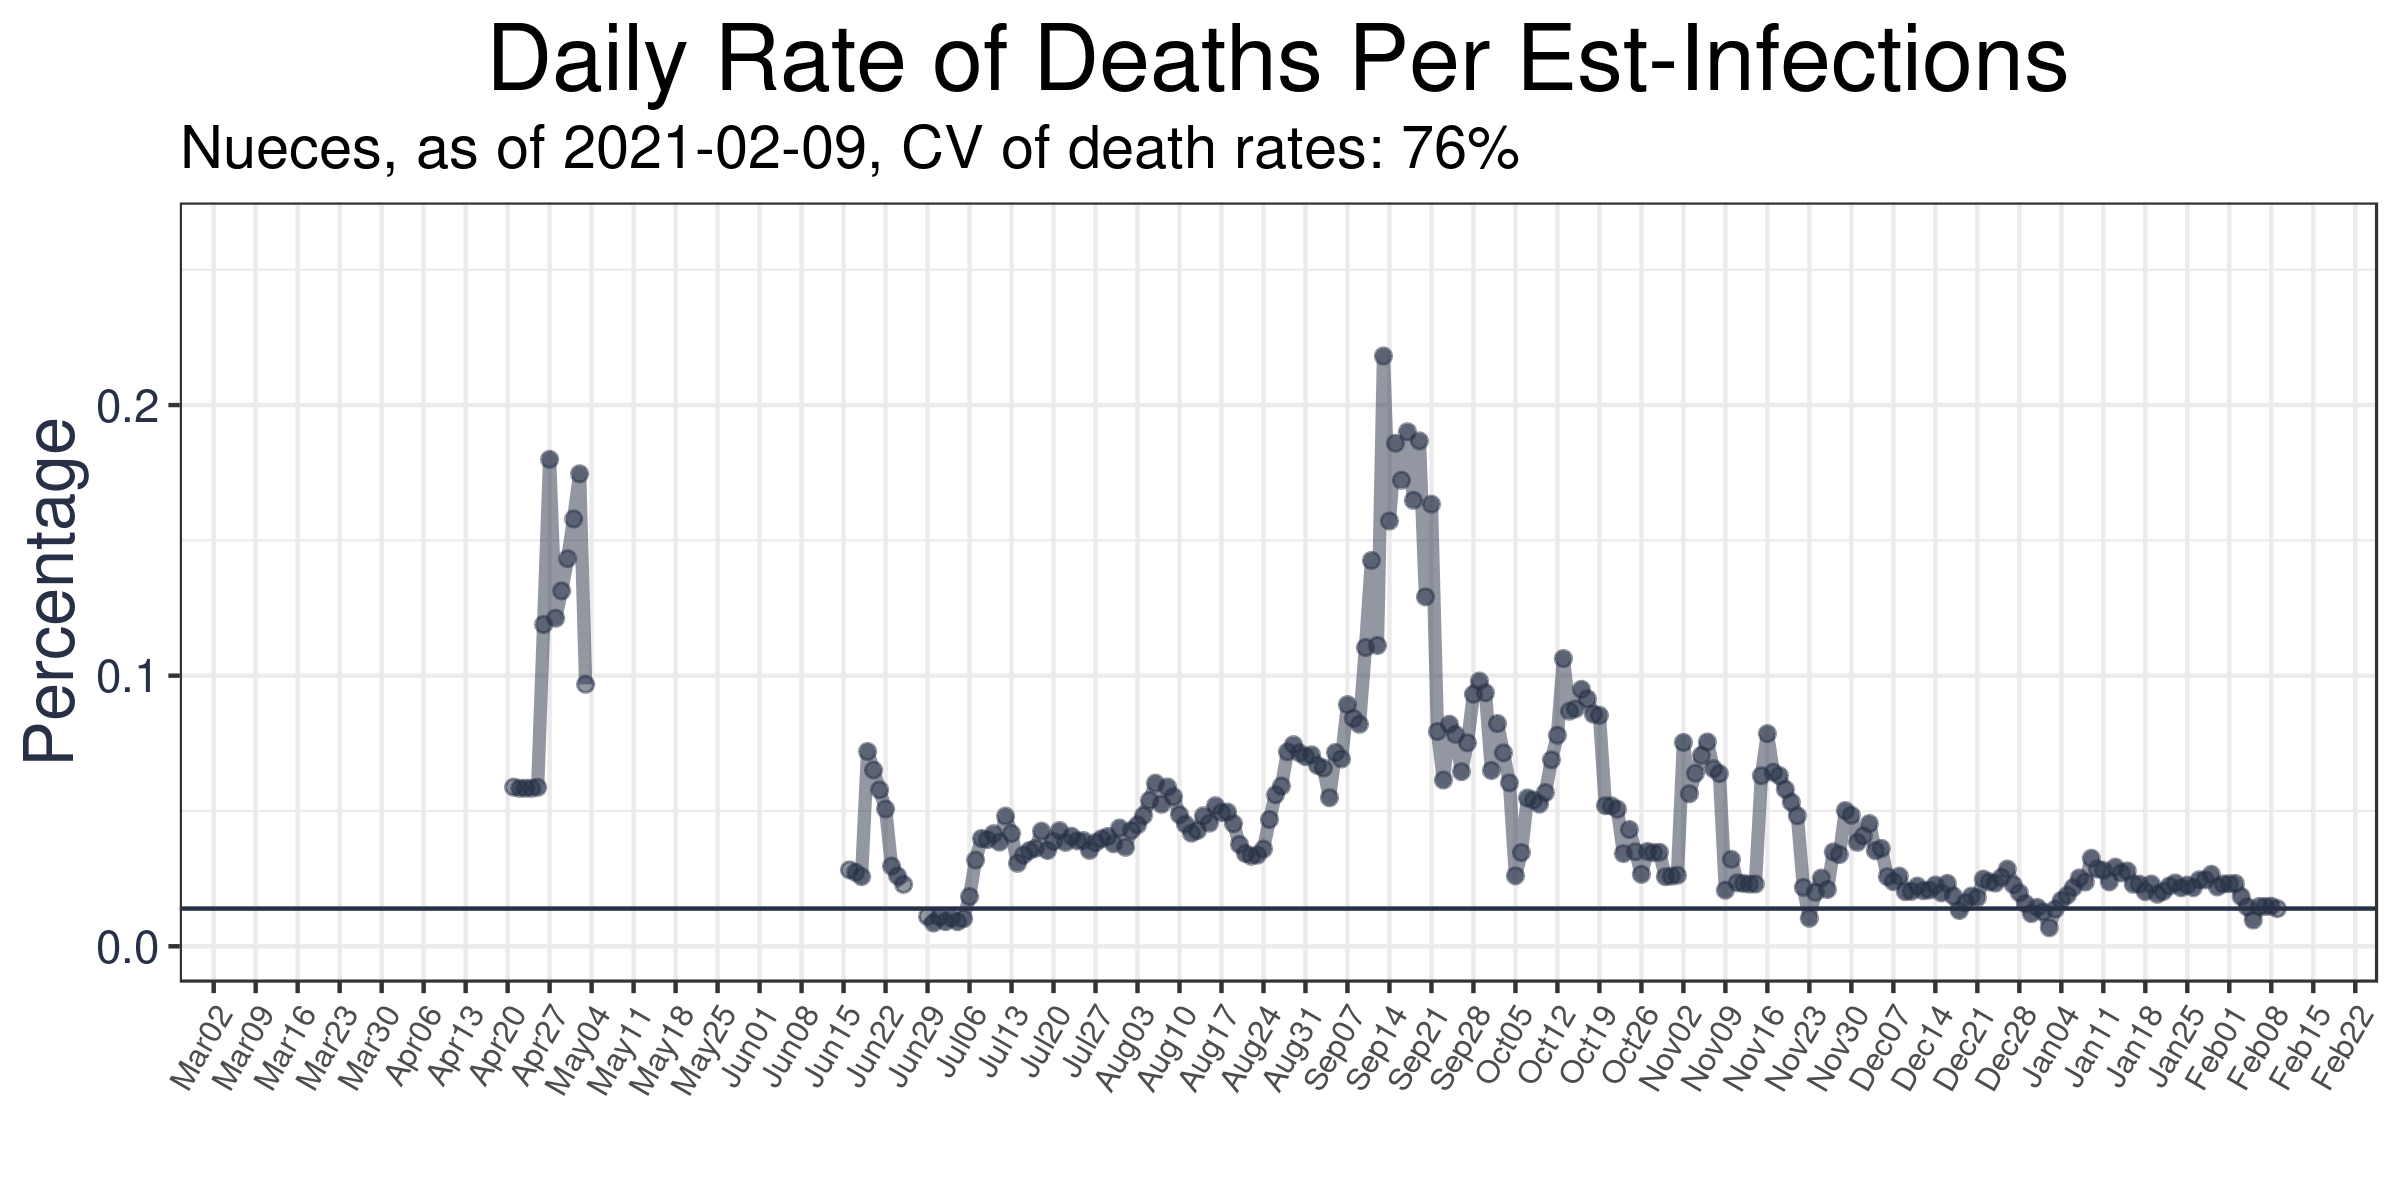 Daily Rate of Deaths Per Est-Infections
Nueces, as of 2021-02-09, CV of death rates: 76%
Percentage
0.2
0.1
0.0
Mar02
Mar09
Mar16
Mar23
Mar30
Apr06
Apr13
Apr20
Apr27
May04
May11
May18
May25
Jun01
Jun08
Jun15
Jun22
Jun29
Jul06
Jul13
Jul20
Jul27
Aug03
Aug10
Aug17
Aug24
Aug31
Sep07
Sep14
Sep21
Sep28
Oct05
Oct12
Oct19
Oct26
Nov02
Nov09
Nov16
Nov23
Nov30
Dec07
Dec14
Dec21
Dec28
Jan04
Jan11
Jan18
Jan25
Feb01
Feb08
Feb15
Feb22